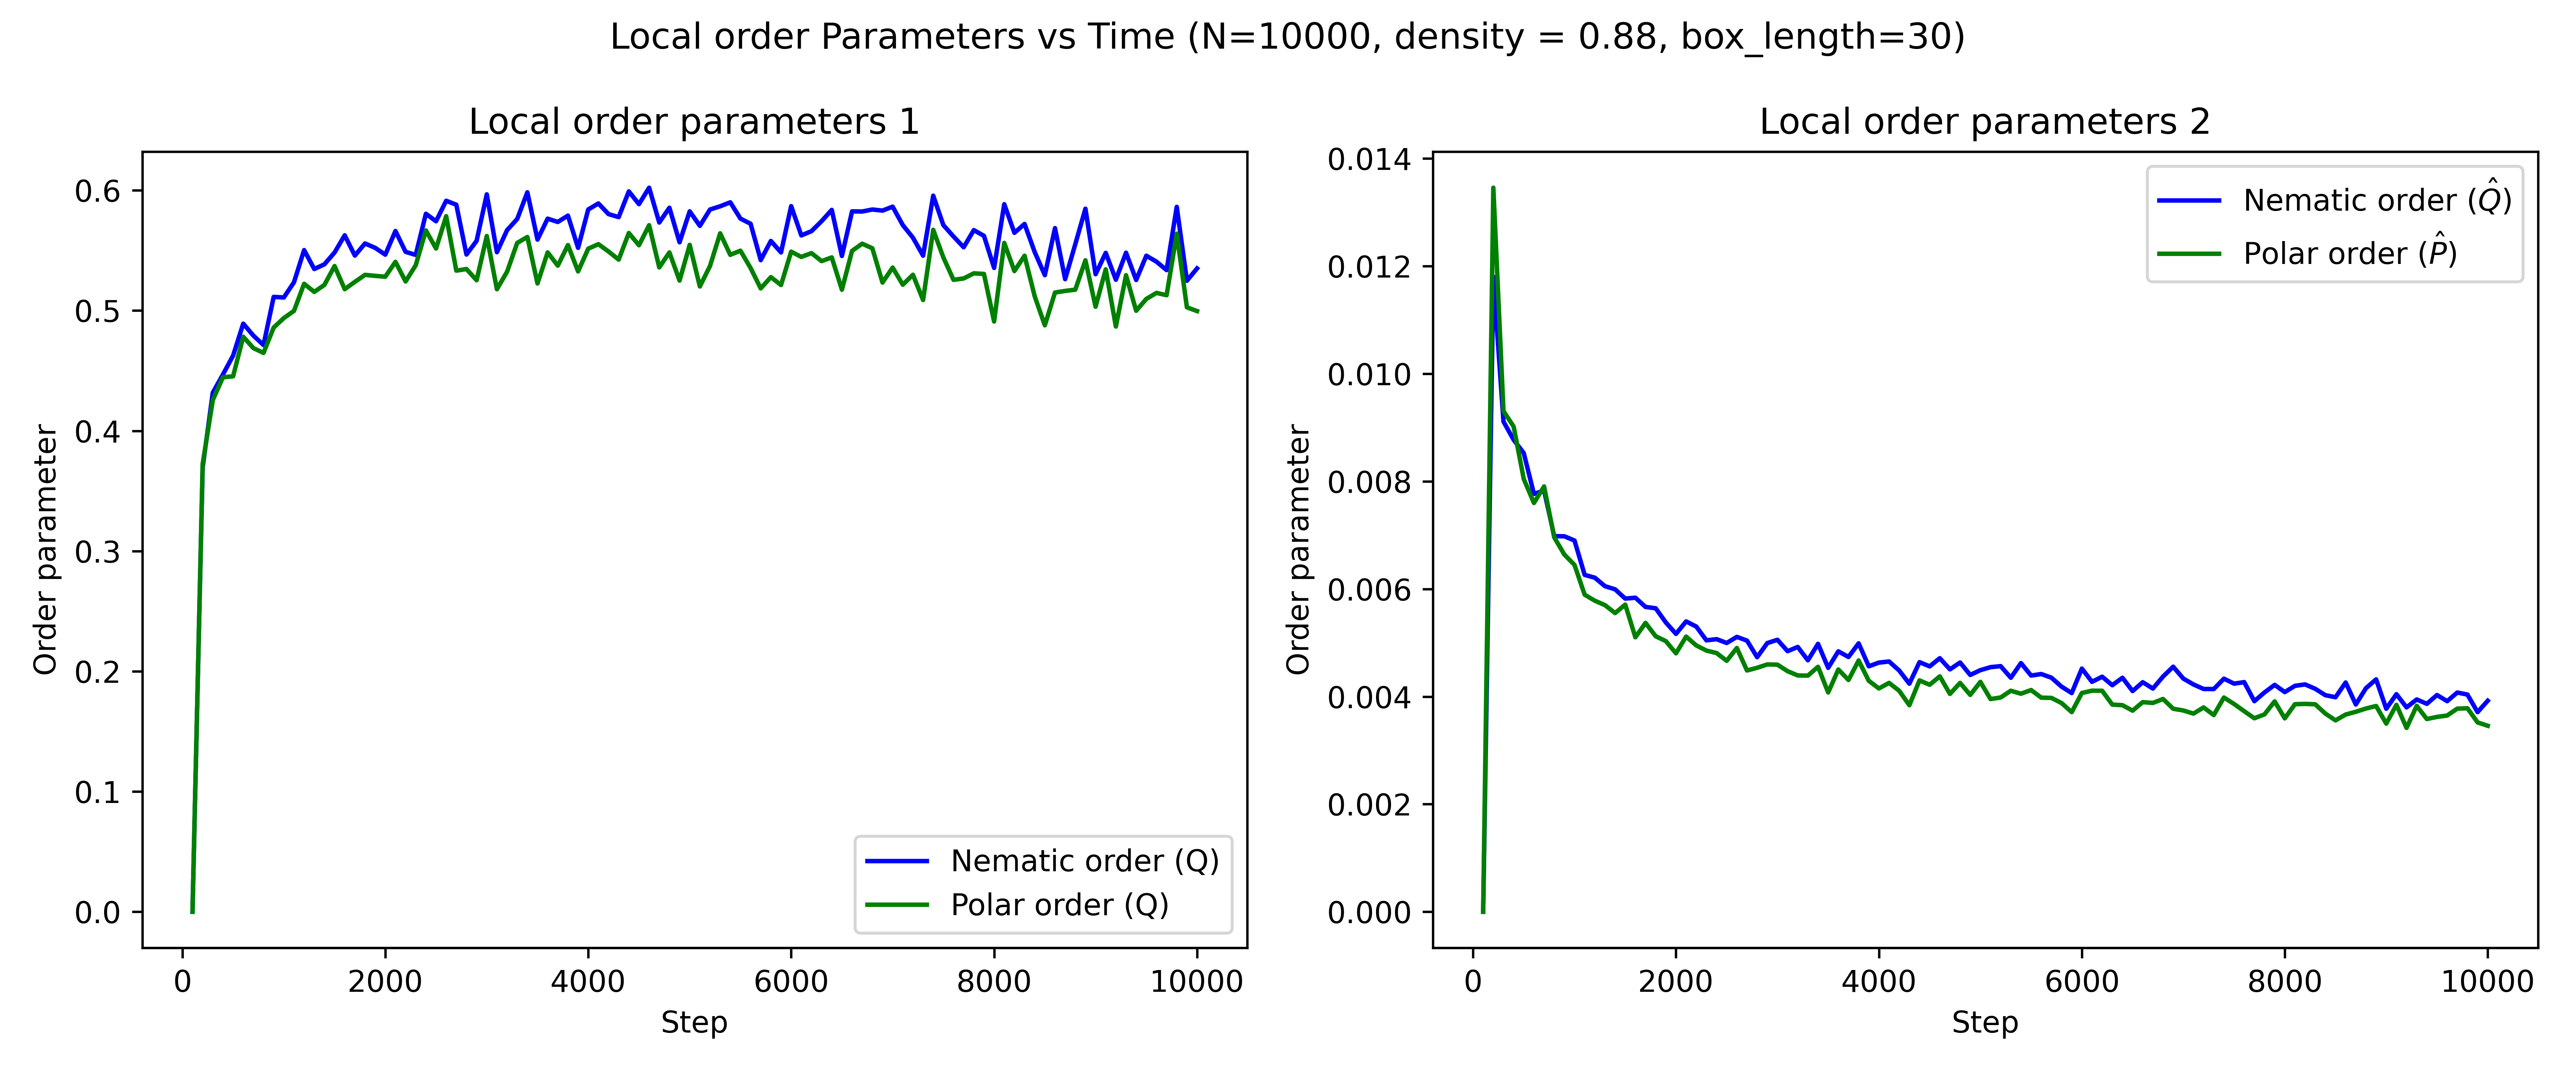 Local order Parameters vs Time (N=10000, density = 0.88, box_length=30)
Local order parameters 1
Order parameter
0.6
0.5
0.4
0.3
0.2
0.1
0.0
Nematic order (Q)
Polar order (Q)
0 2000 4000 6000 8000 10000
Step
Local order parameters 2
Order parameter
0.014
0.012
0.010
0.008
0.006
0.004
0.002
0.000
Nematic order (Q̂)
Polar order (P̂)
0 2000 4000 6000 8000 10000
Step